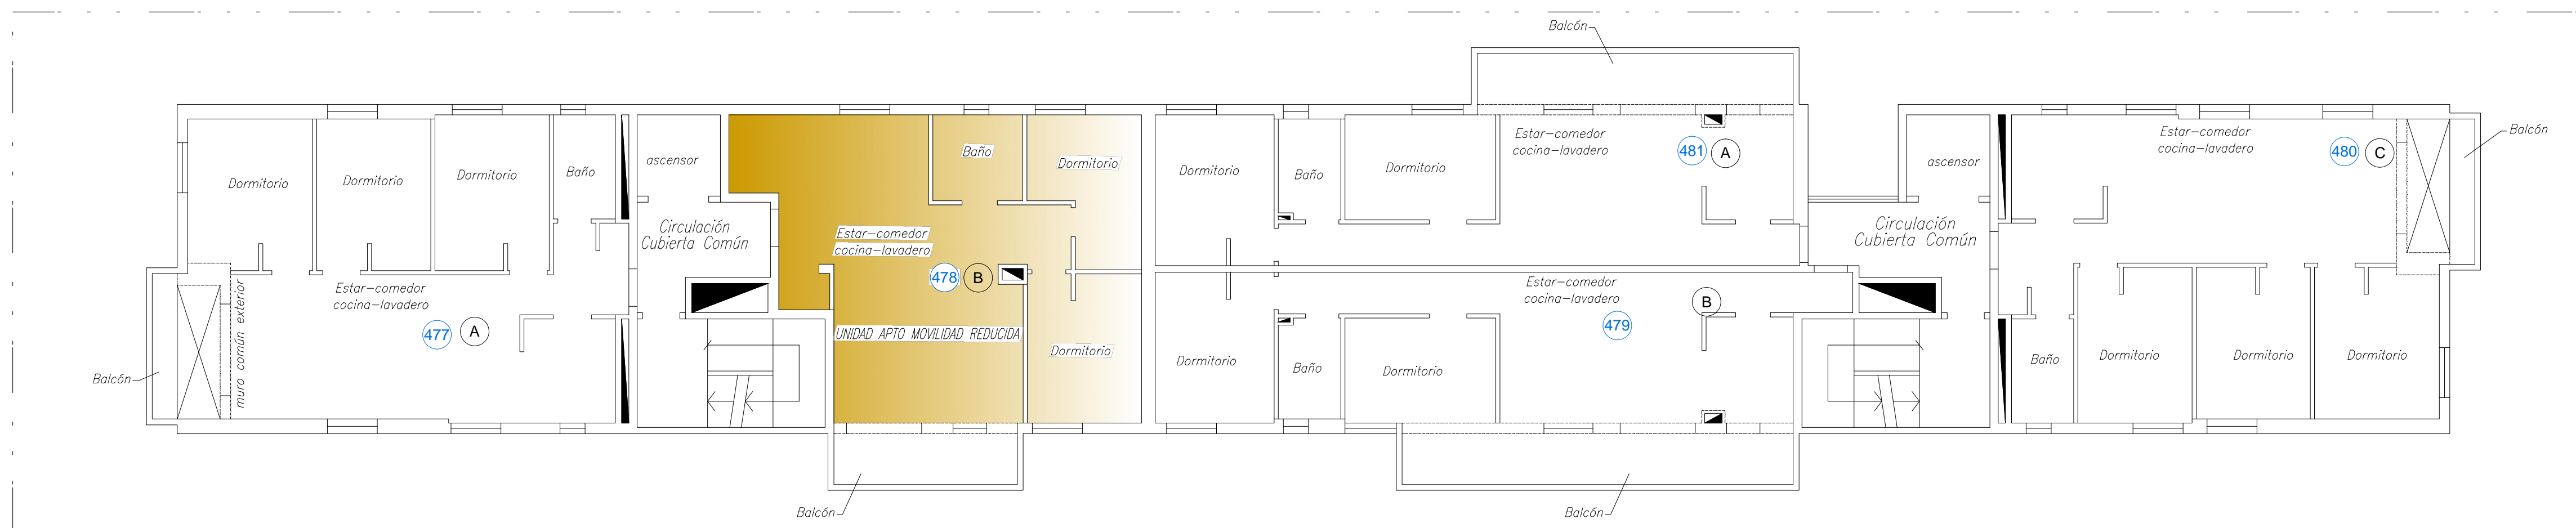 Balcón
Dormitorio
Dormitorio
Dormitorio
Baño
ascensor
Circulación
Cubierta Común
Estar-comedor
cocina-lavadero
477
A
muro común exterior
Balcón
Baño
Dormitorio
Estar-comedor
cocina-lavadero
478
B
UNIDAD APTO MOVILIDAD REDUCIDA
Dormitorio
Balcón
Dormitorio
Baño
Dormitorio
Estar-comedor
cocina-lavadero
481
A
Dormitorio
Baño
Dormitorio
Estar-comedor
cocina-lavadero
479
B
Balcón
ascensor
Circulación
Cubierta Común
Estar-comedor
cocina-lavadero
480
C
Balcón
Baño
Dormitorio
Dormitorio
Dormitorio